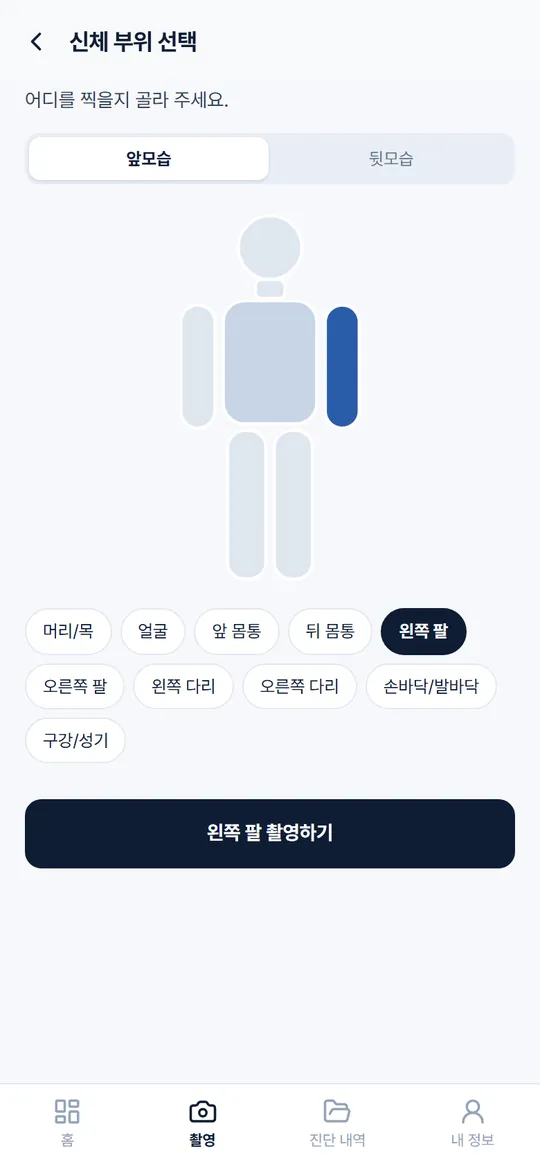 신체 부위 선택
어디를 찍을지 골라 주세요.
앞모습 뒷모습
머리/목 얼굴 앞 몸통 뒤 몸통 왼쪽 팔
오른쪽 팔 왼쪽 다리 오른쪽 다리 손바닥/발바닥
구강/성기
왼쪽 팔 촬영하기
홈 촬영 진단 내역 내 정보